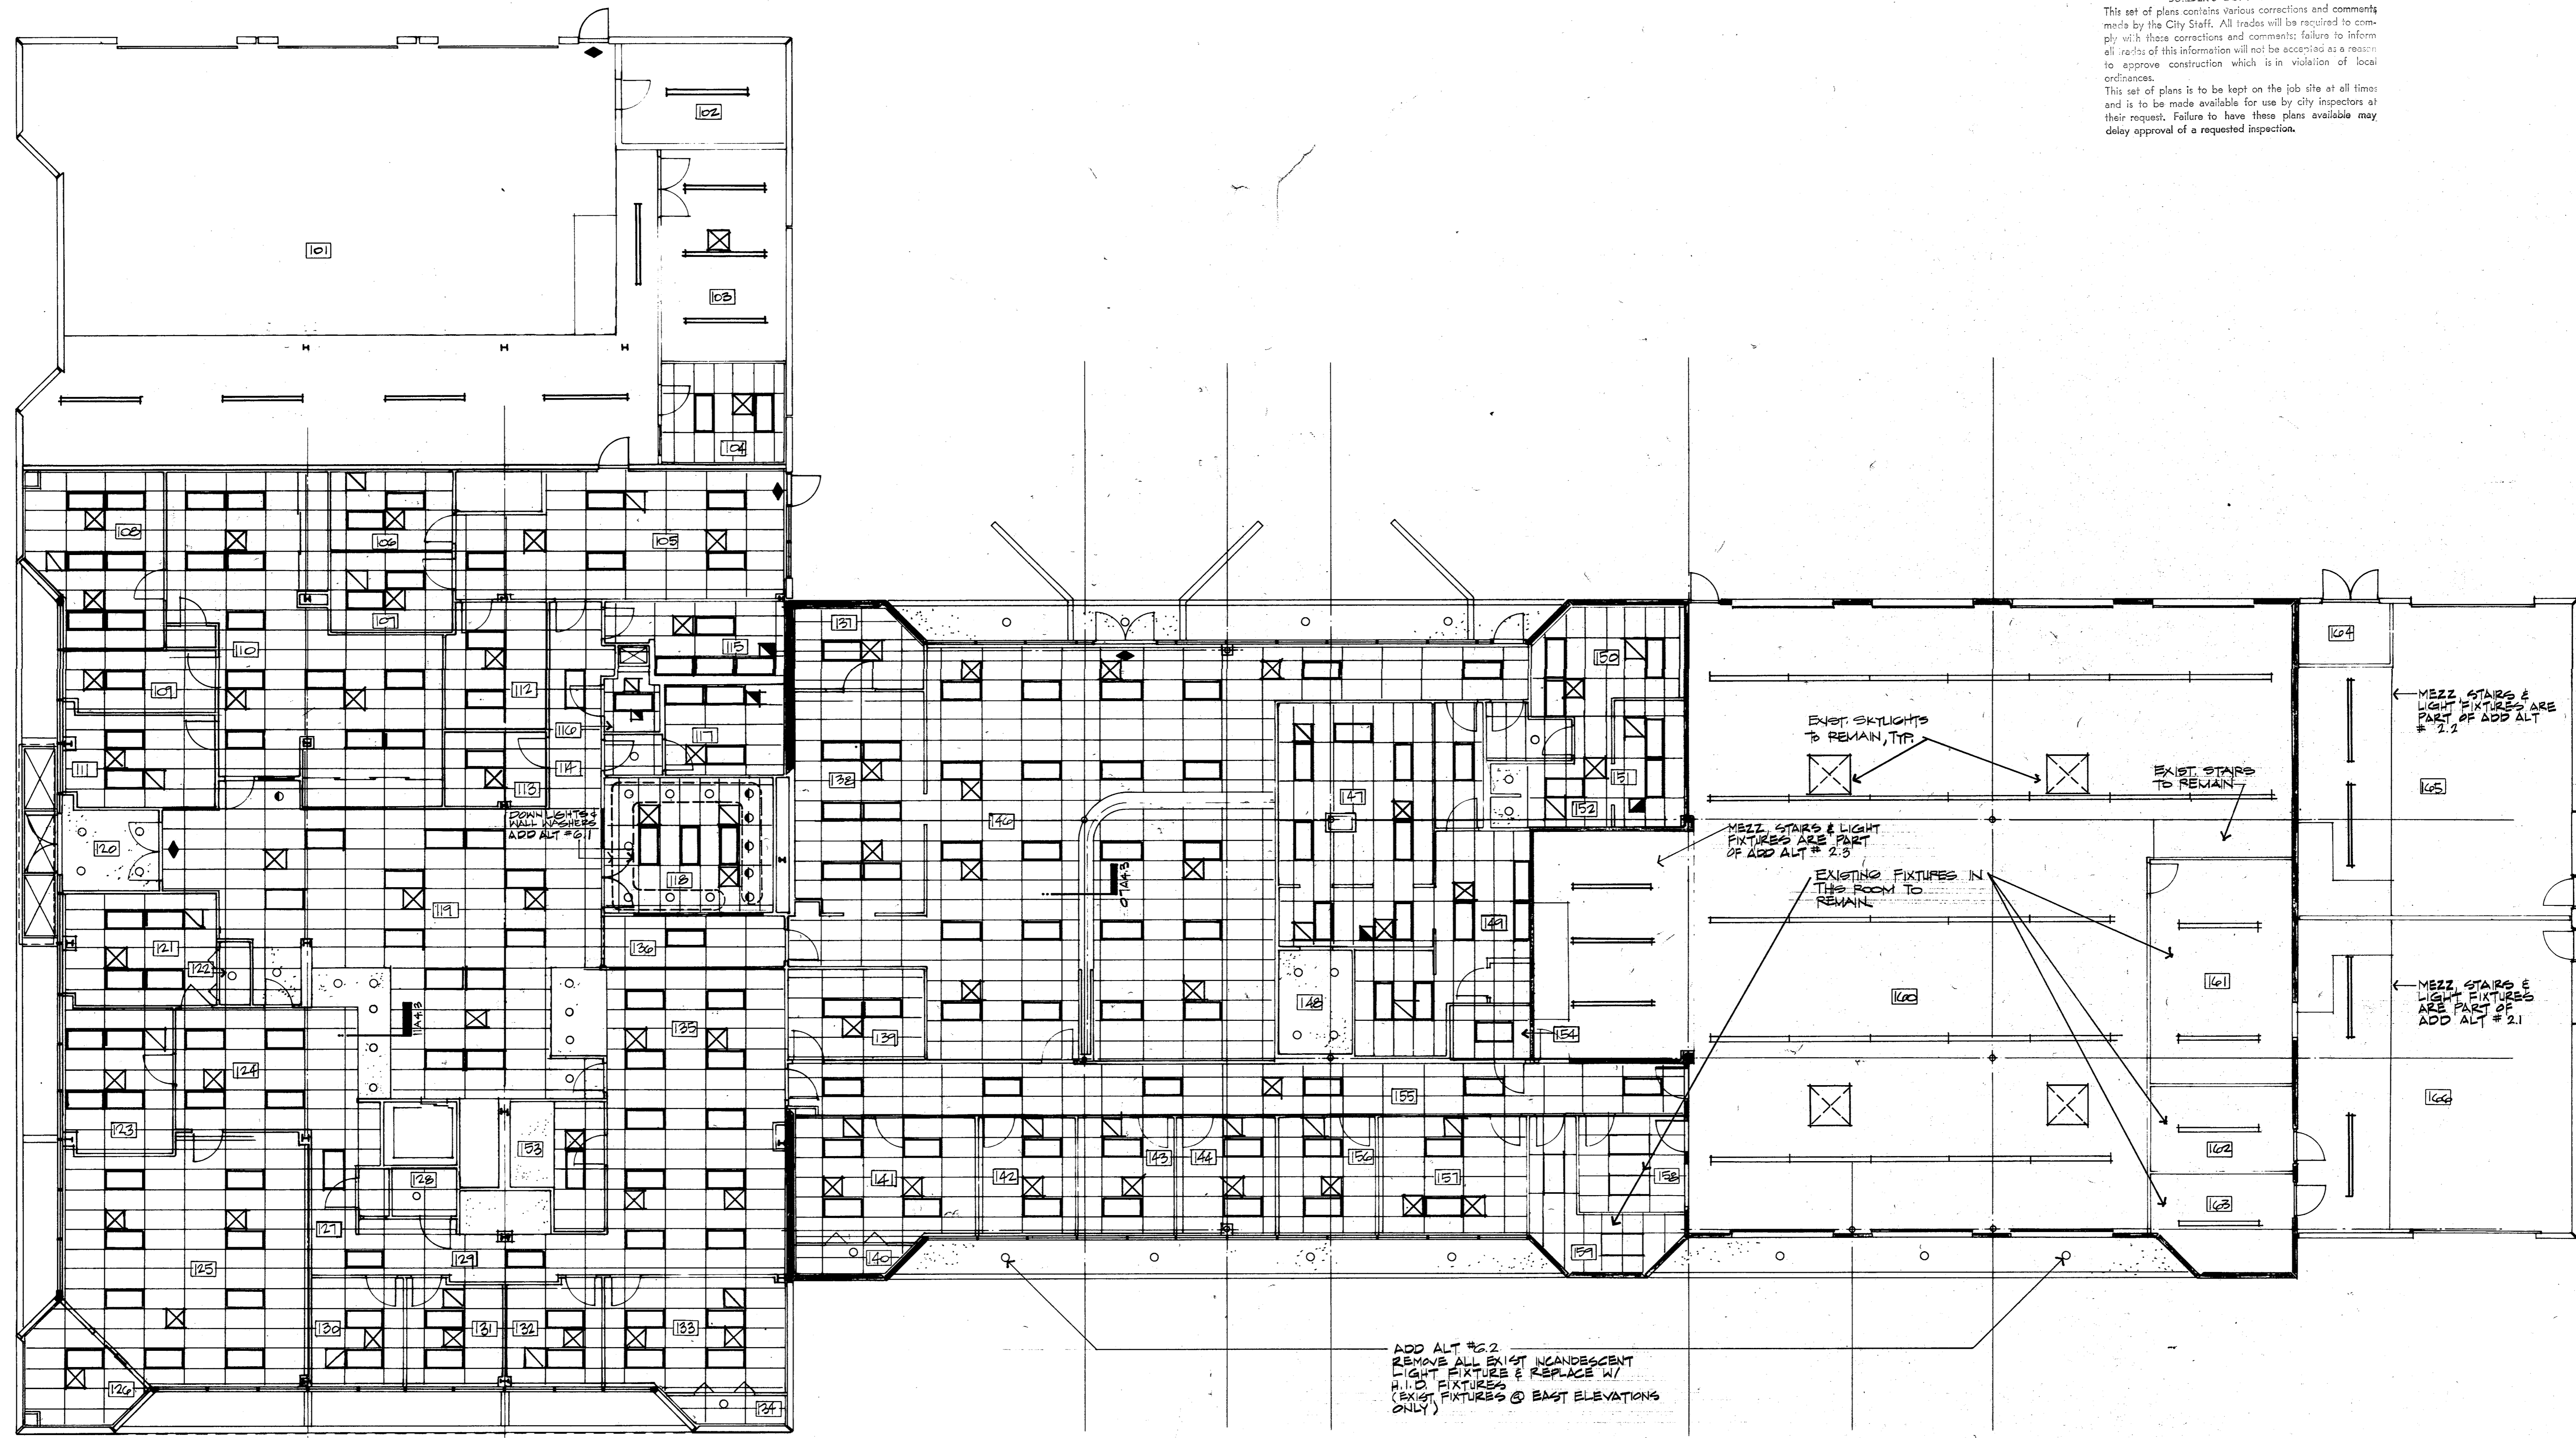 This set of plans contains various corrections and comments
made by the City Staff. All trades will be required to com-
ply with these corrections and comments; failure to inform
all trades of this information will not be accepted as a reason
to approve construction which is in violation of local
ordinances.
This set of plans is to be kept on the job site at all times
and is to be made available for use by city inspectors at
their request. Failure to have these plans available may
delay approval of a requested inspection.
102
101
103
104
108
106
105
107
110
115
109
112
116
117
111
114
113
DOWN LIGHTS &
WALL WASHERS
ADD ALT #6.1
120
118
119
121
122
136
11A4.3
135
124
123
153
128
127
129
125
130
131
132
133
126
134
137
138
146
07A4.3
139
147
148
149
150
151
152
154
155
141
142
143
144
156
157
158
140
159
EXIST. SKYLIGHTS
TO REMAIN, TYP.
EXIST. STAIRS
TO REMAIN
MEZZ, STAIRS & LIGHT
FIXTURES ARE PART
OF ADD ALT # 2.3
EXISTING FIXTURES IN
THIS ROOM TO
REMAIN
160
161
162
163
164
MEZZ, STAIRS &
LIGHT FIXTURES ARE
PART OF ADD ALT
# 2.2
165
MEZZ, STAIRS &
LIGHT FIXTURES
ARE PART OF
ADD ALT # 2.1
166
ADD ALT #6.2
REMOVE ALL EXIST INCANDESCENT
LIGHT FIXTURE & REPLACE W/
H.I.D. FIXTURES
(EXIST FIXTURES @ EAST ELEVATIONS
ONLY)